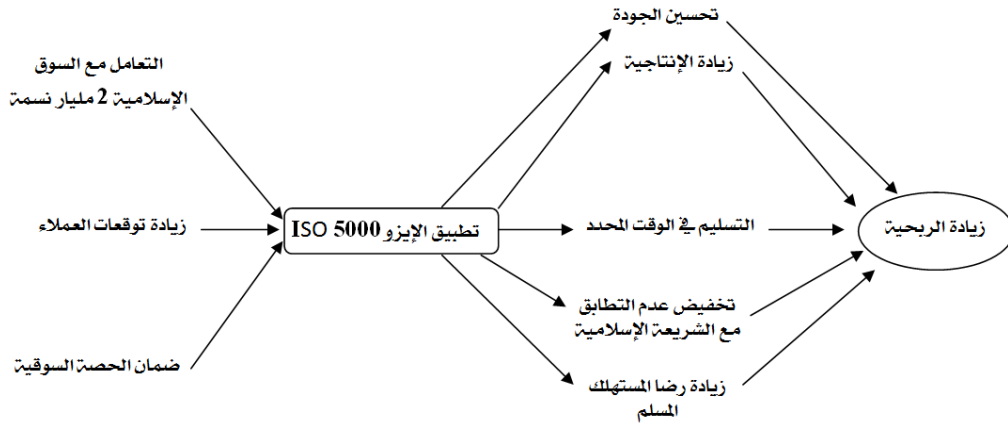 التعامل مع السوق
الإسلامية 2 مليار نسمة
زيادة توقعات العملاء
ضمان الحصة السوقية
تطبيق الإيزو ISO 5000
تحسين الجودة
زيادة الإنتاجية
التسليم في الوقت المحدد
تخفيض عدم التطابق
مع الشريعة الإسلامية
زيادة رضا المستهلك
المسلم
زيادة الربحية